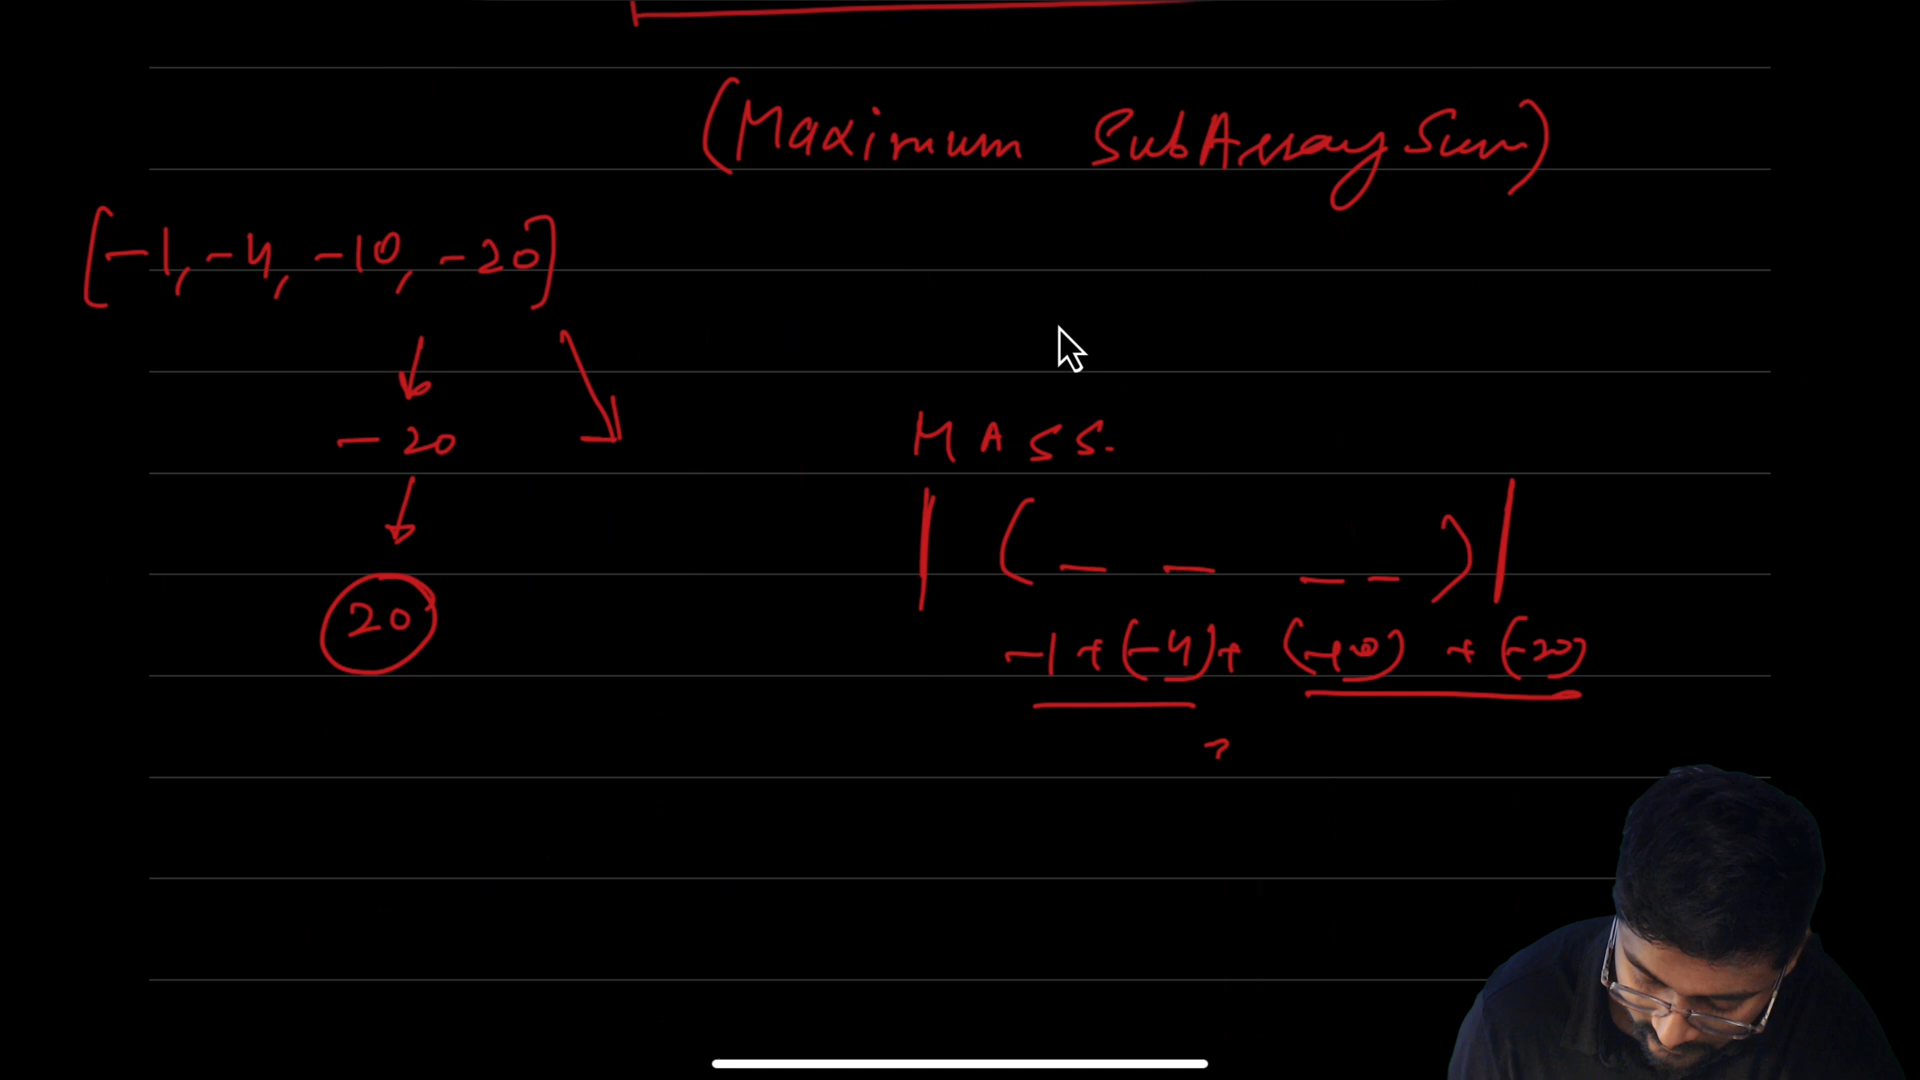 (Maximum SubArray Sum)
[-1, -4, -10, -20]
- 20
20
MASS.
| ( _ _ _ _ ) |
-1 + (-4) + (-10) + (-20)
?